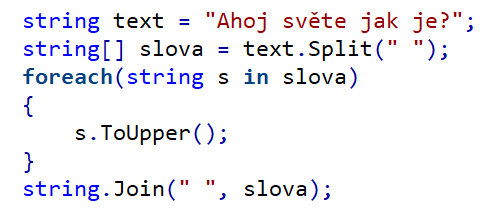 string text = "Ahoj světe jak je?";
string[] slova = text.Split(" ");
foreach(string s in slova)
{
    s.ToUpper();
}
string.Join(" ", slova);